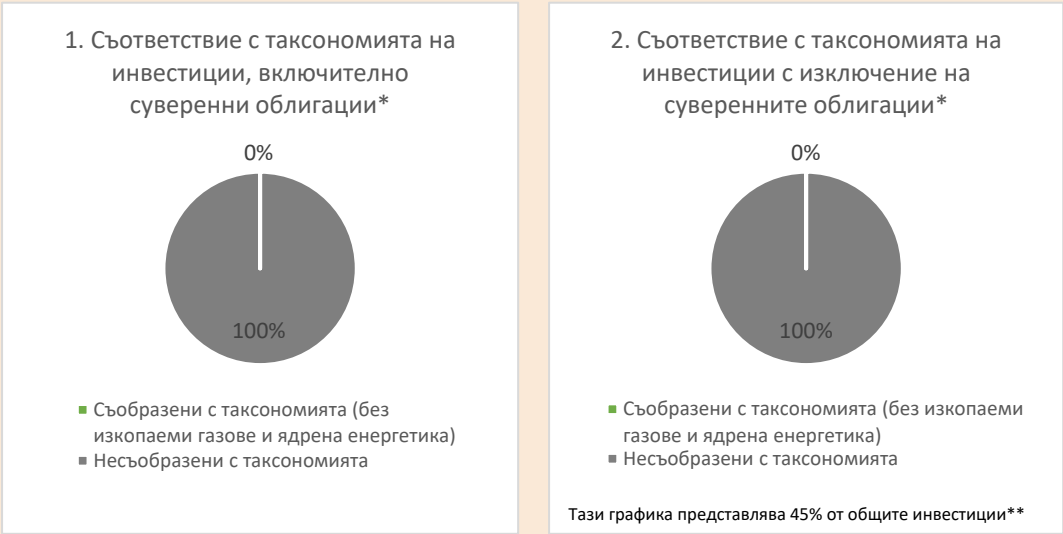 1. Съответствие с таксономията на
инвестиции, включително
суверенни облигации*
0%
100%
Съобразени с таксономията (без
изкопаеми газове и ядрена енергетика)
Несъобразени с таксономията
2. Съответствие с таксономията на
инвестиции с изключение на
суверенните облигации*
0%
100%
Съобразени с таксономията (без изкопаеми
газове и ядрена енергетика)
Несъобразени с таксономията
Тази графика представлява 45% от общите инвестиции**